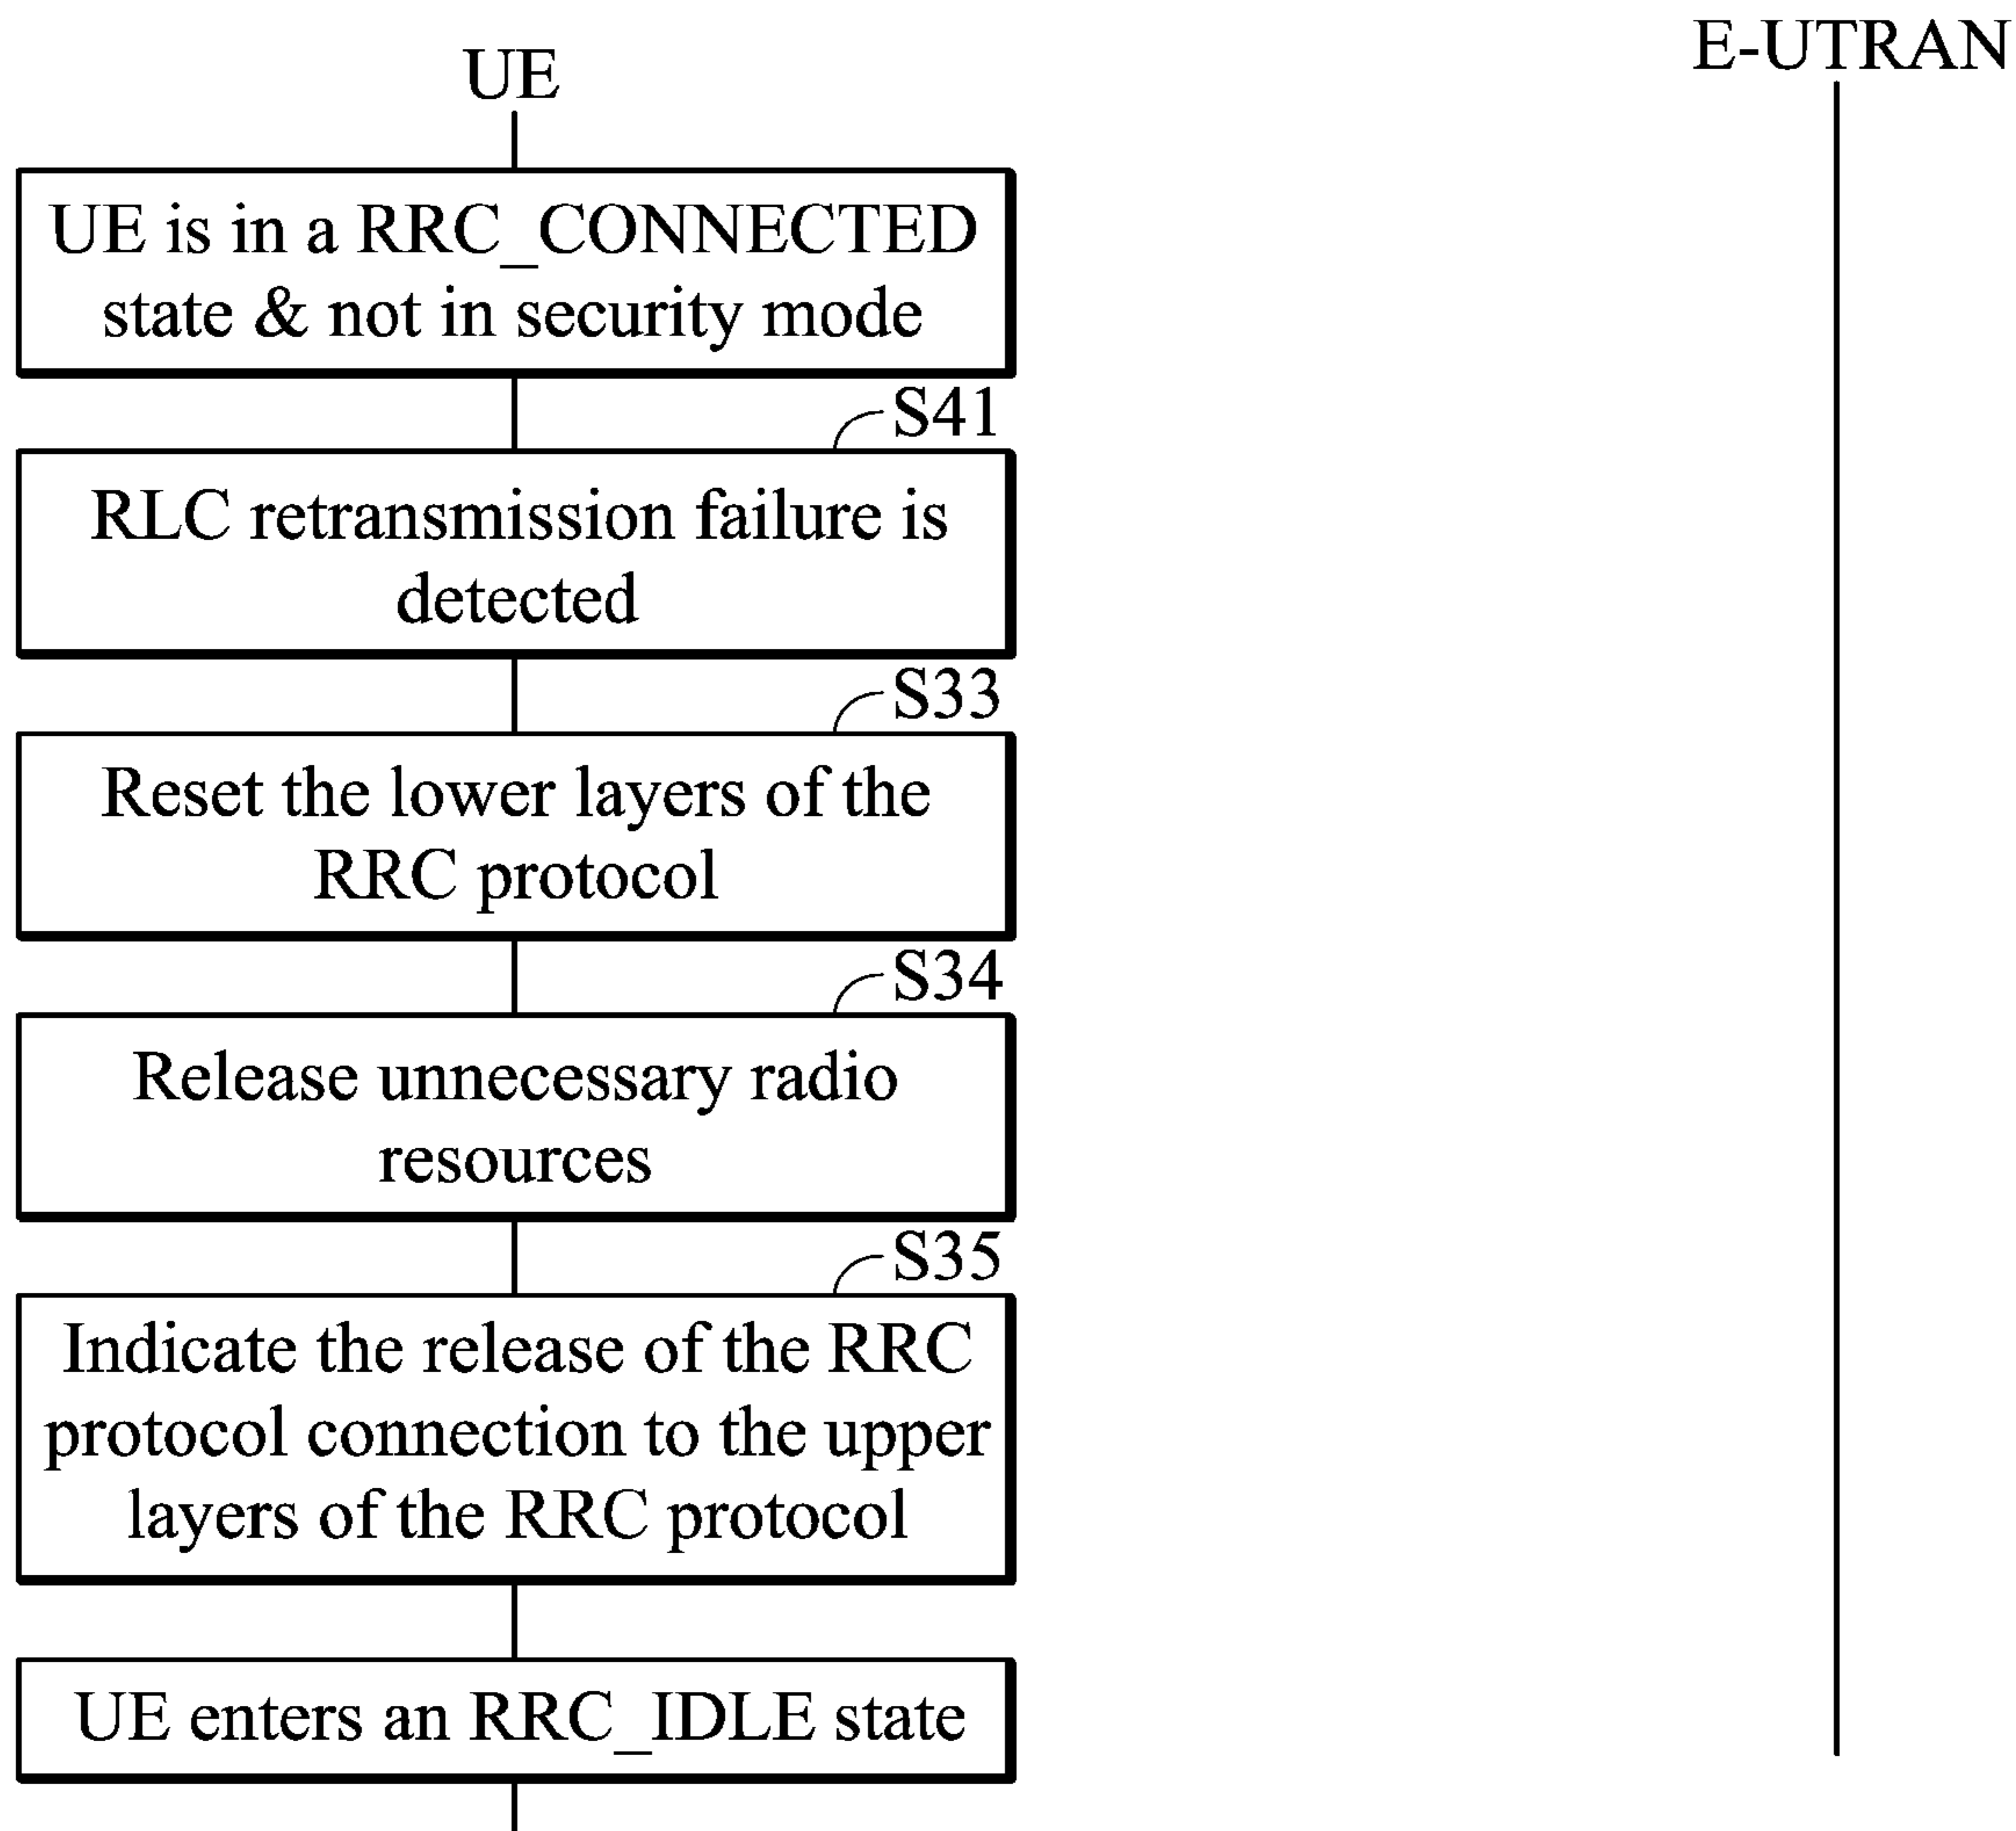 UE
E-UTRAN
UE is in a RRC_CONNECTED
state & not in security mode
S41
RLC retransmission failure is
detected
S33
Reset the lower layers of the
RRC protocol
S34
Release unnecessary radio
resources
S35
Indicate the release of the RRC
protocol connection to the upper
layers of the RRC protocol
UE enters an RRC_IDLE state